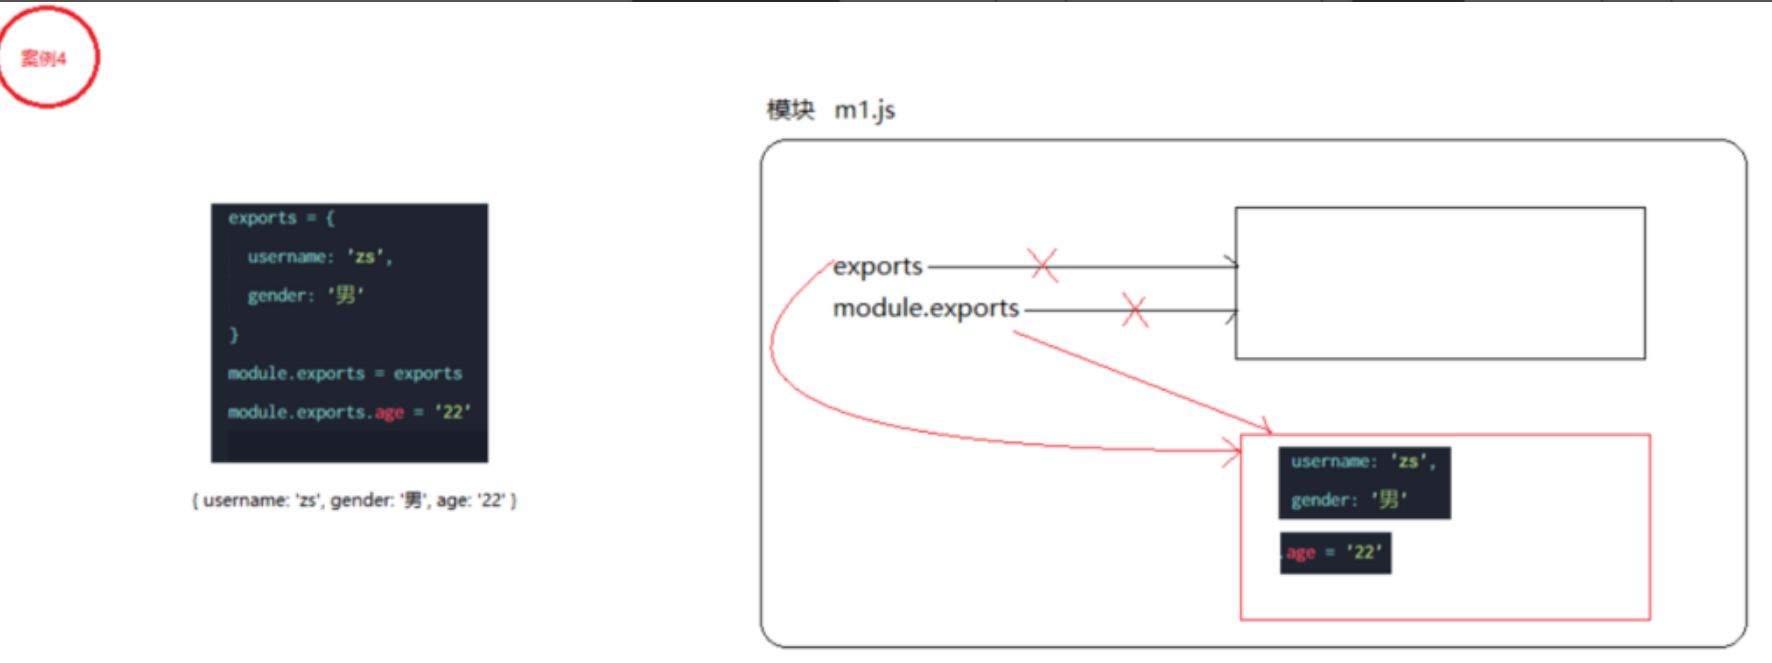 案例4
模块 m1.js
exports = {
username: 'zs',
gender: '男'
}
module.exports = exports
module.exports.age = '22'
{ username: 'zs', gender: '男', age: '22' }
exports
module.exports
username: 'zs',
gender: '男'
.age = '22'